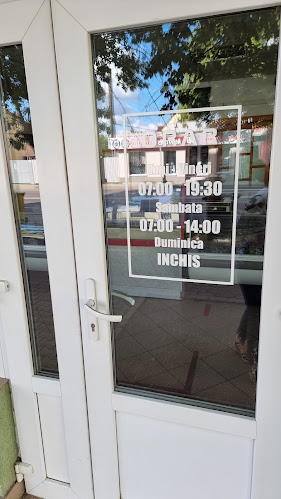 07:00 - 19:30
Sambata
07:00 - 14:00
Duminica
INCHIS